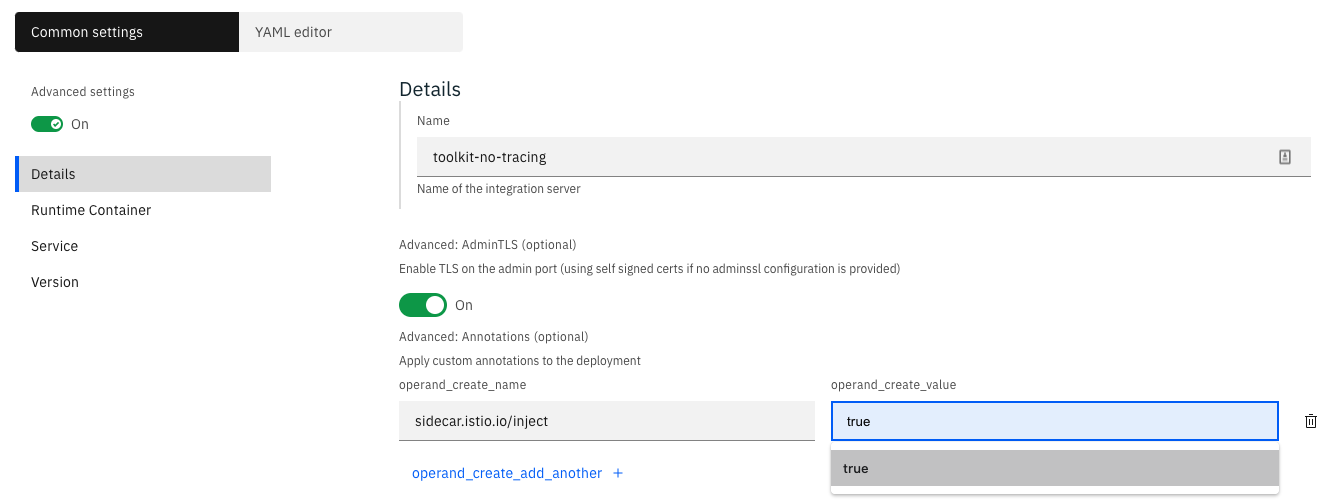 Common settings
YAML editor
Advanced settings
On
Details
Runtime Container
Service
Version
Details
Name
toolkit-no-tracing
Name of the integration server
Advanced: AdminTLS (optional)
Enable TLS on the admin port (using self signed certs if no adminssl configuration is provided)
On
Advanced: Annotations (optional)
Apply custom annotations to the deployment
operand_create_name
operand_create_value
sidecar.istio.io/inject
true
true
operand_create_add_another +